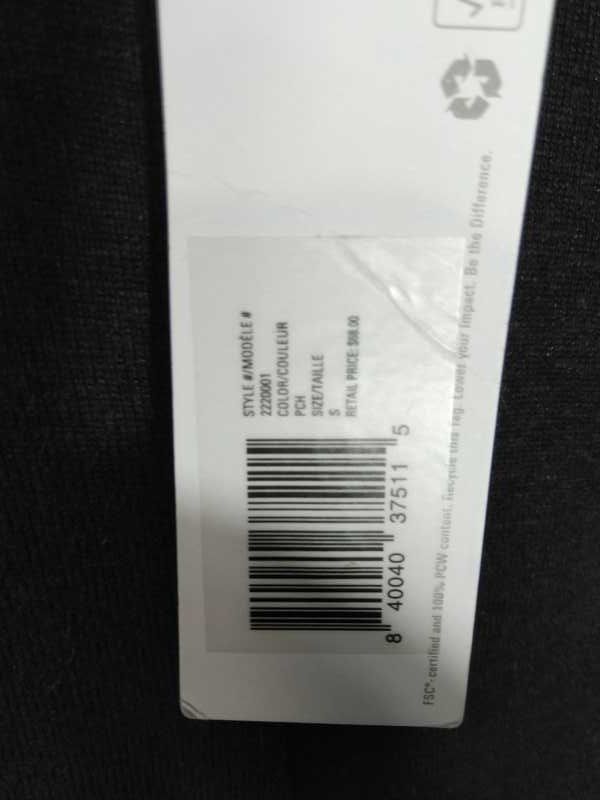 STYLE #/MODÈLE #
2220001
COLOR/COULEUR
PCH
SIZE/TAILLE
S
RETAIL PRICE: $68.00
8 40040 37511 5
FSC®-certified and 100% PCW content. Recycle this Tag. Lower your Impact. Be the Difference.